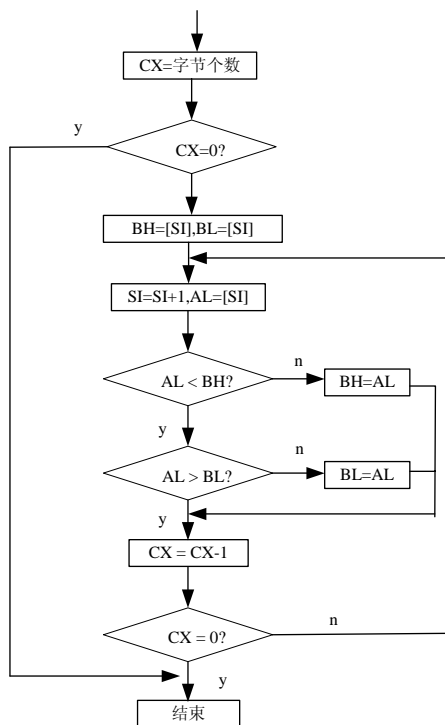 CX=字节个数
y
CX=0?
BH=[SI],BL=[SI]
SI=SI+1,AL=[SI]
n
AL < BH?
BH=AL
y
n
AL > BL?
BL=AL
y
CX = CX-1
n
CX = 0?
y
结束